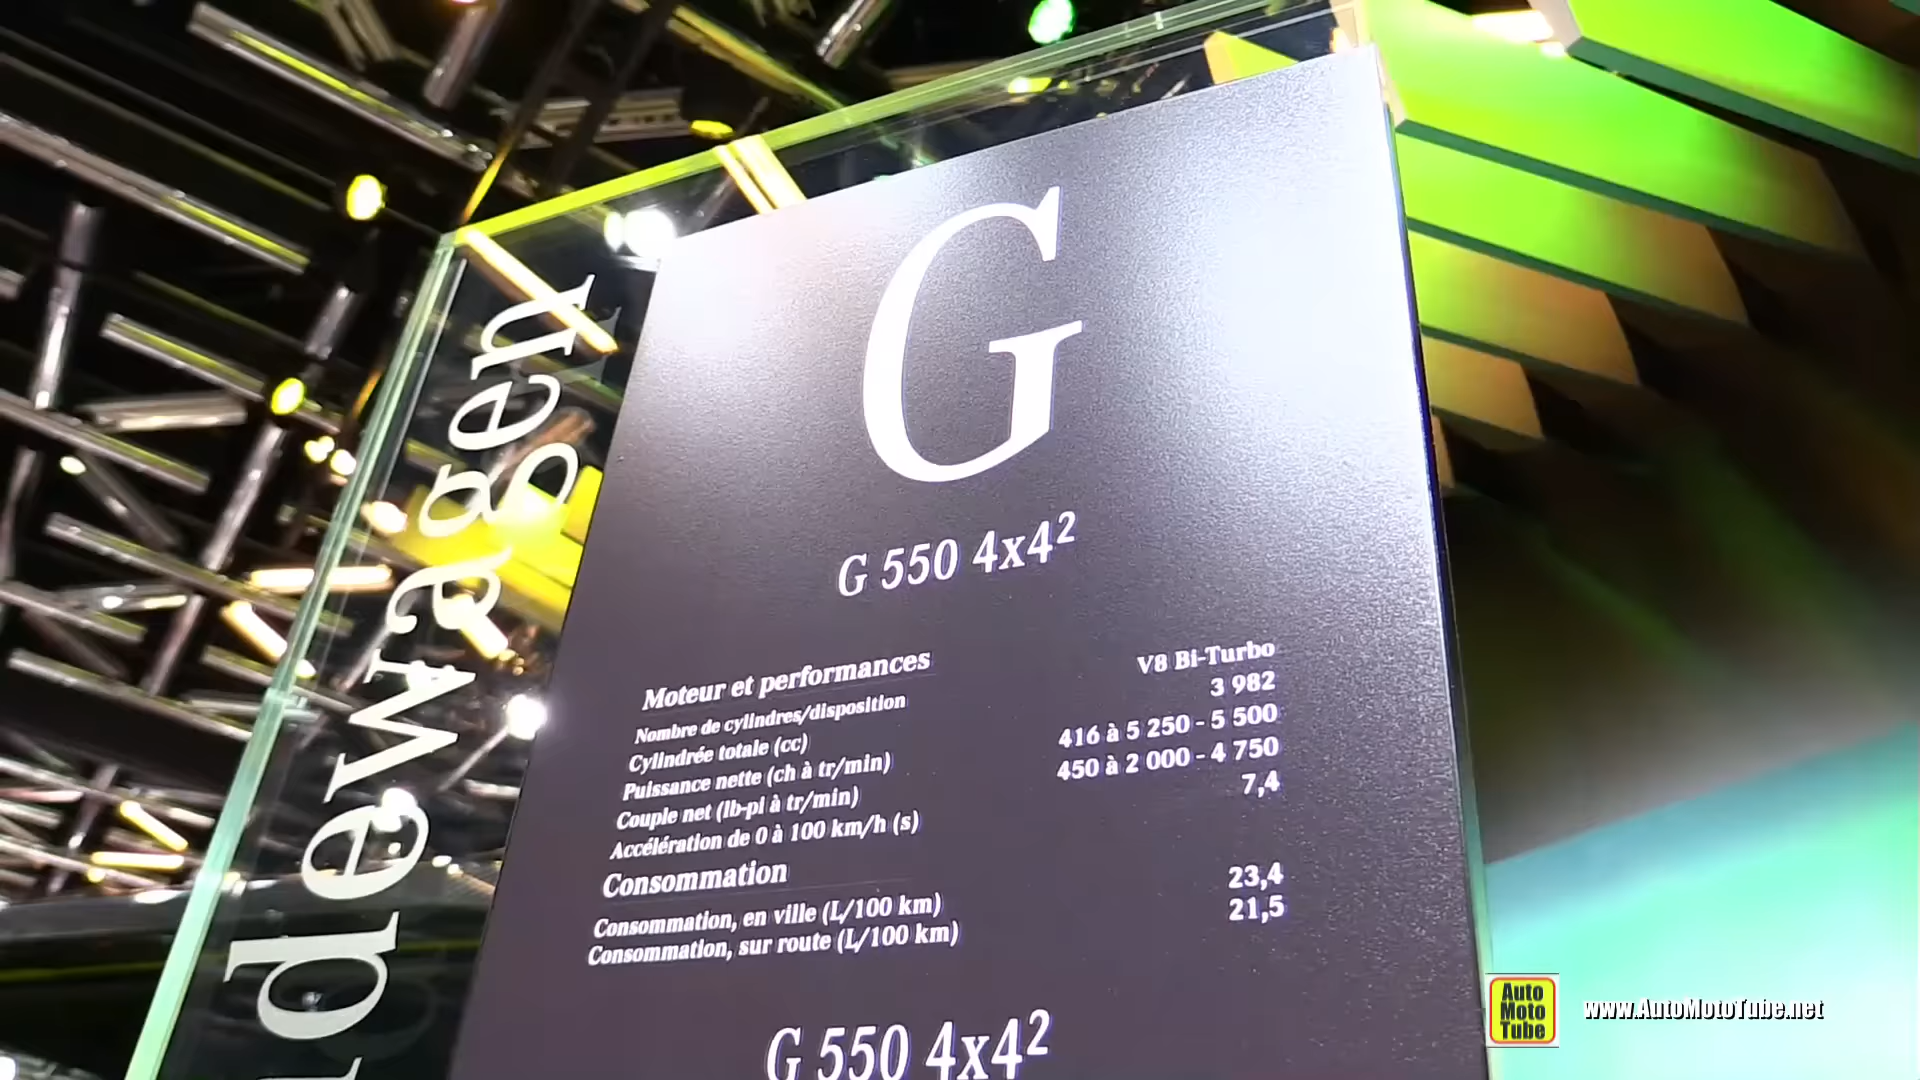 G
G 550 4x4²
Moteur et performances
Nombre de cylindres/disposition V8 Bi-Turbo
Cylindrée totale (cc) 3 982
Puissance nette (ch à tr/min) 416 à 5 250 - 5 500
Couple net (lb-pi à tr/min) 450 à 2 000 - 4 750
Accélération de 0 à 100 km/h (s) 7,4
Consommation
Consommation, en ville (L/100 km) 23,4
Consommation, sur route (L/100 km) 21,5
G 550 4x4²
ndewagen
Auto
Moto
Tube
www.AutoMotoTube.net